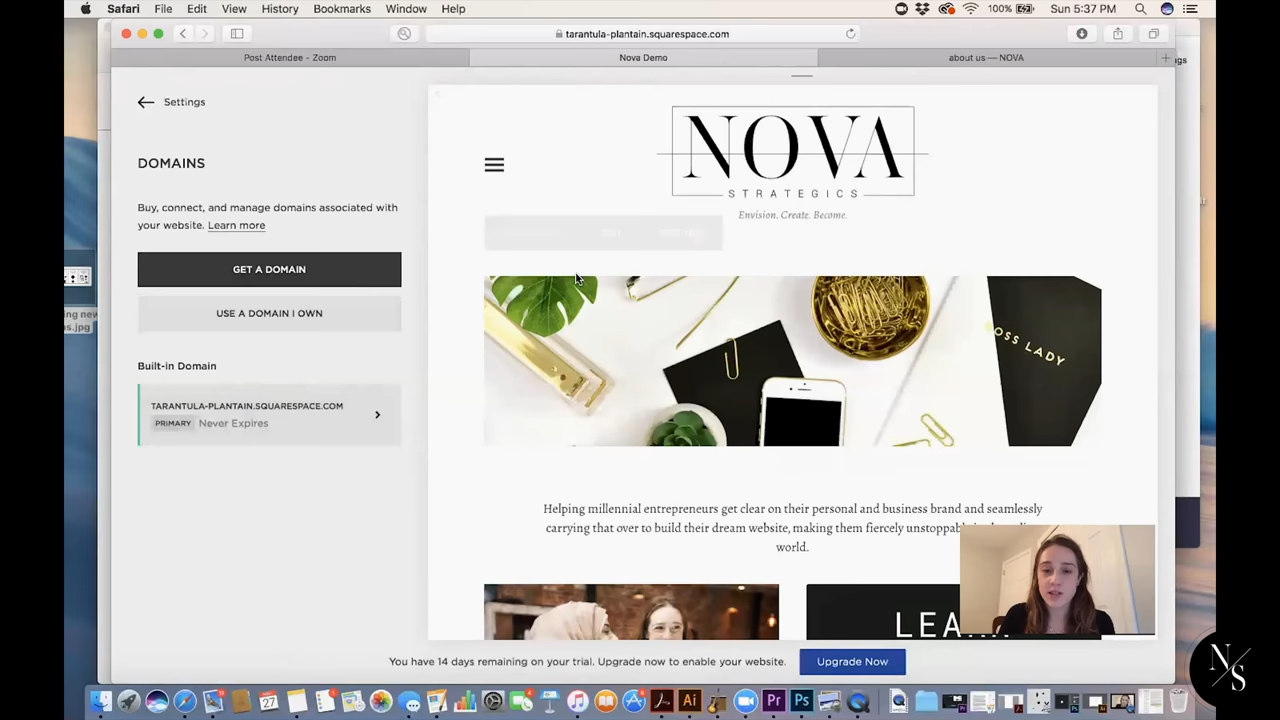 Safari File Edit View History Bookmarks Window Help 100% Sun 5:37 PM
tarantula-plantain.squarespace.com
Post Attendee - Zoom Nova Demo about us — NOVA
Settings
DOMAINS
Buy, connect, and manage domains associated with
your website. Learn more
GET A DOMAIN
USE A DOMAIN I OWN
Built-in Domain
TARANTULA-PLANTAIN.SQUARESPACE.COM
PRIMARY Never Expires
NOVA
STRATEGICS
Envision. Create. Become.
OSS LADY
Helping millennial entrepreneurs get clear on their personal and business brand and seamlessly
carrying that over to build their dream website, making them fiercely
world.
You have 14 days remaining on your trial. Upgrade now to enable your website.
Upgrade Now
27
Ai Pr Ps
N/S